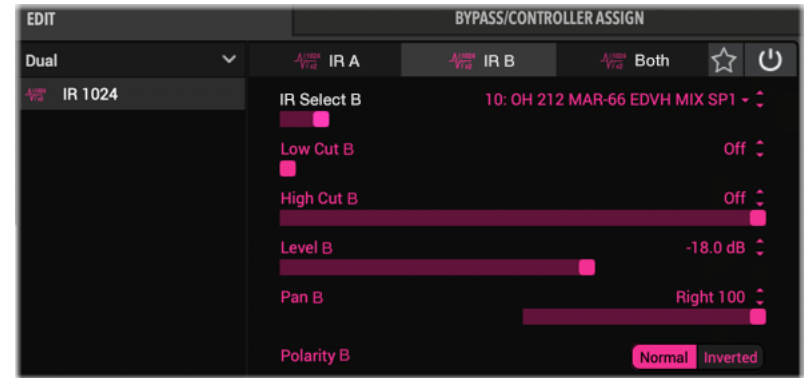 EDIT BYPASS/CONTROLLER ASSIGN
Dual IR A IR B Both
IR 1024
IR Select B 10: OH 212 MAR-66 EDVH MIX SP1
Low Cut B Off
High Cut B Off
Level B -18.0 dB
Pan B Right 100
Polarity B Normal Inverted